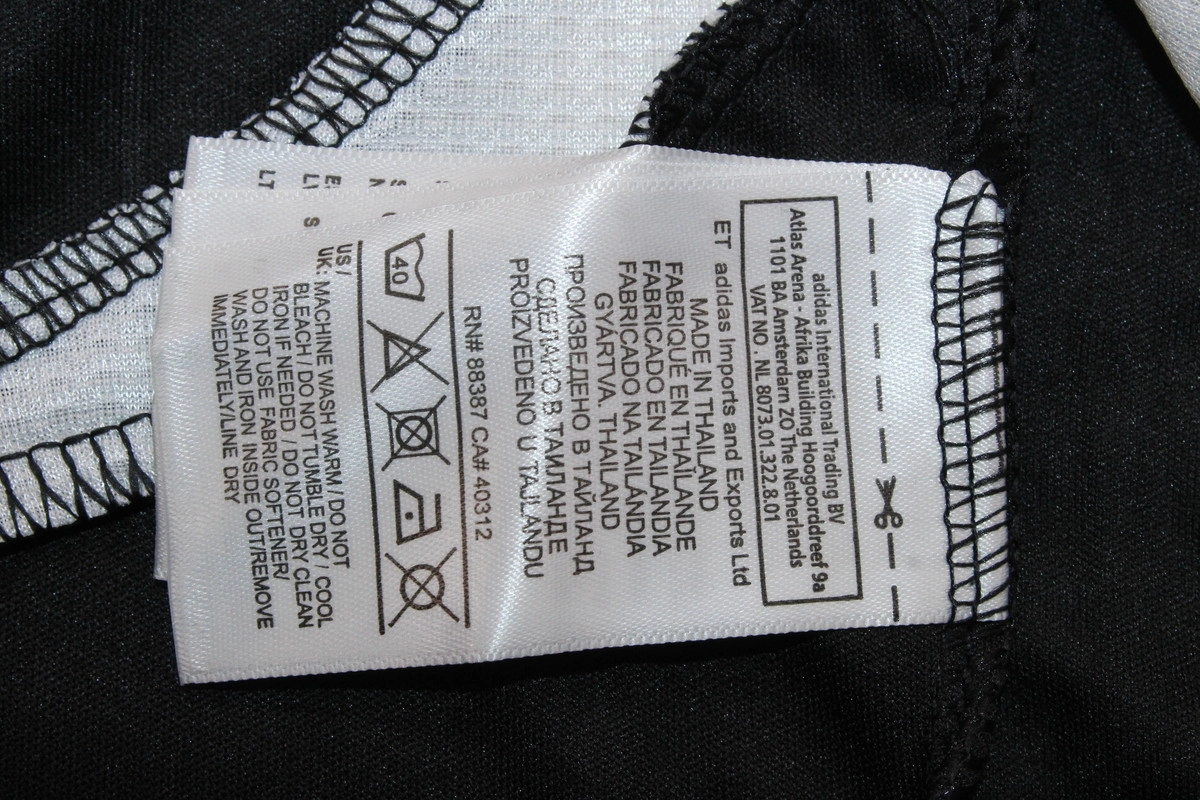 adidas International Trading BV
Atlas Arena - Afrika Building Hoogoorddreef 9a
1101 BA Amsterdam ZO The Netherlands
VAT NO. NL 8073.01.322.8.01
ET adidas Imports and Exports Ltd
MADE IN THAILAND
FABRIQUÉ EN THAÏLANDE
FABRICADO EN TAILANDIA
FABRICADO NA TAILÂNDIA
GYÁRTVA. THAILAND
ПРОИЗВЕДЕНО В ТАЙЛАНД
СДЕЛАНО В ТАИЛАНДЕ
PROIZVEDENO U TAJLANDU
RN# 88387 CA# 40312
40
US /
UK: MACHINE WASH WARM / DO NOT
BLEACH / DO NOT TUMBLE DRY / COOL
IRON IF NEEDED / DO NOT DRY CLEAN
DO NOT USE FABRIC SOFTENER/
WASH AND IRON INSIDE OUT/REMOVE
IMMEDIATELY/LINE DRY
LT